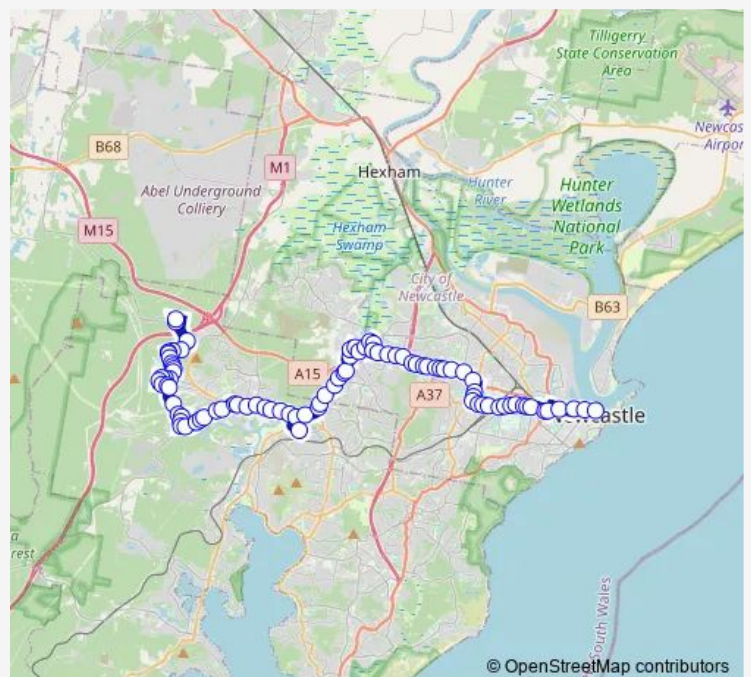 Tilligerry
State Conservation
Area
Newcas
Airpor
B68
M1
Hexham
Abel Underground
Colliery
Hunter
River
Hunter
Wetlands
National
Park
M15
Hexham
Swamp
City of
Newcastle
B63
A15
A37
wcastle
a
rest
South Wales
© OpenStreetMap contributors